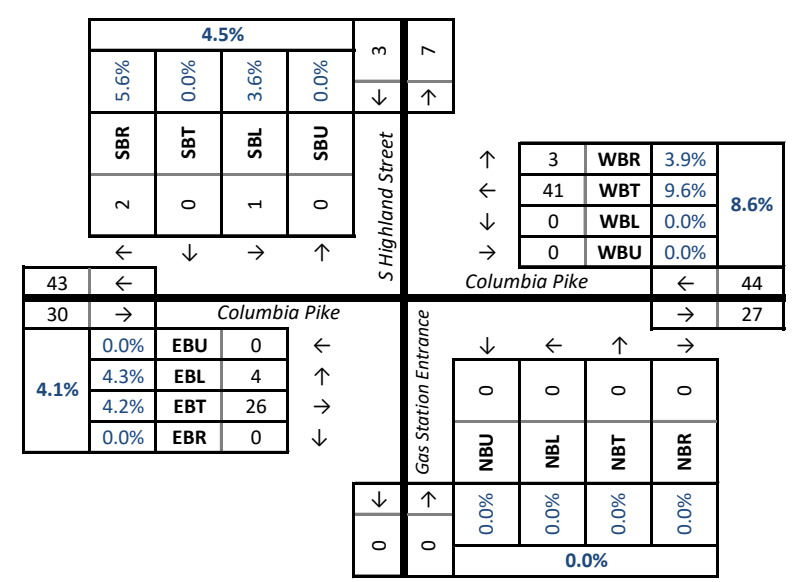 4.5%
5.6% 0.0% 3.6% 0.0%
SBR SBT SBL SBU
2 0 1 0
← ↓ → ↑
3 7
↓ ↑
S Highland Street
↑ 3 WBR 3.9%
← 41 WBT 9.6%
↓ 0 WBL 0.0%
→ 0 WBU 0.0%
8.6%
Columbia Pike
43 ←
← 44
30 →
→ 27
Columbia Pike
4.1%
0.0% EBU 0 ←
4.3% EBL 4 ↑
4.2% EBT 26 →
0.0% EBR 0 ↓
Gas Station Entrance
↓ ← ↑ →
0 0 0 0
NBU NBL NBT NBR
0.0% 0.0% 0.0% 0.0%
0.0%
↓ ↑
0 0